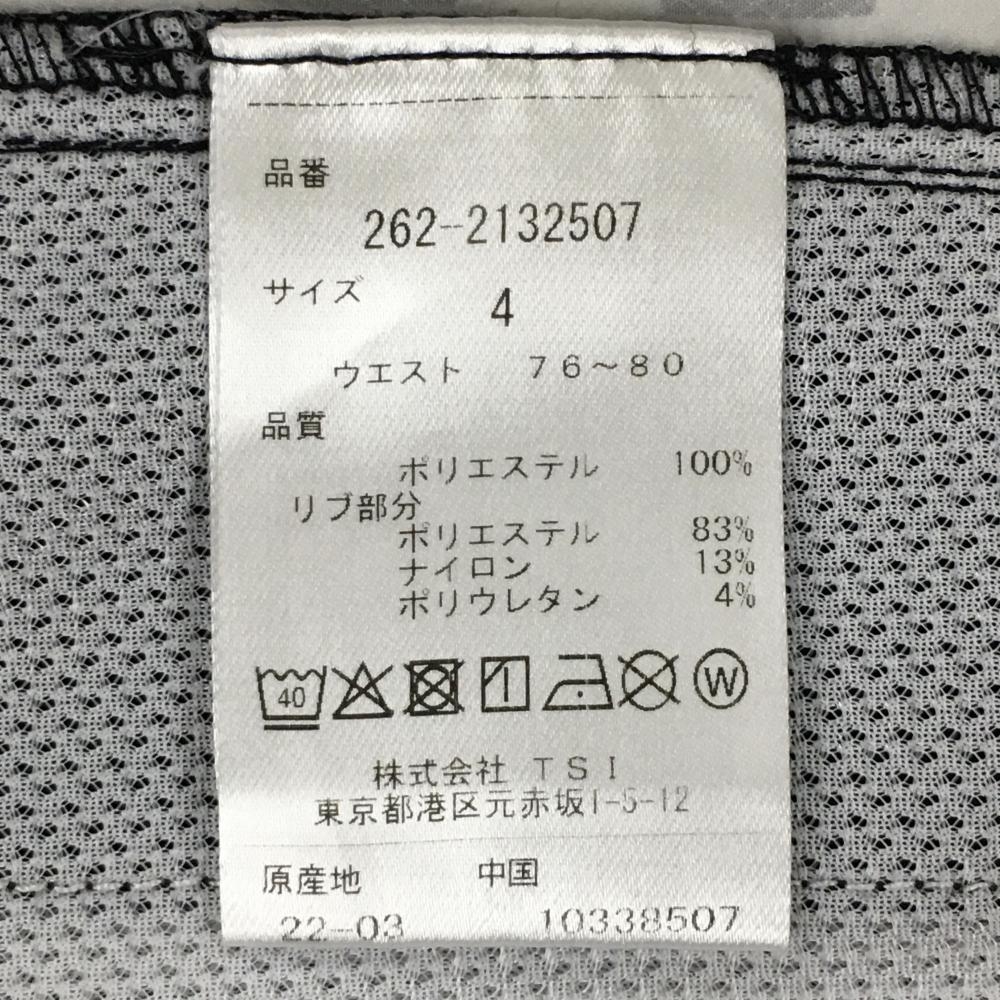 品番
262-2132507
サイズ
4
ウエスト 76～80
品質
ポリエステル 100%
リブ部分
ポリエステル 83%
ナイロン 13%
ポリウレタン 4%
40
W
株式会社 TSI
東京都港区元赤坂1-5-12
原産地 中国
22-03 10338507